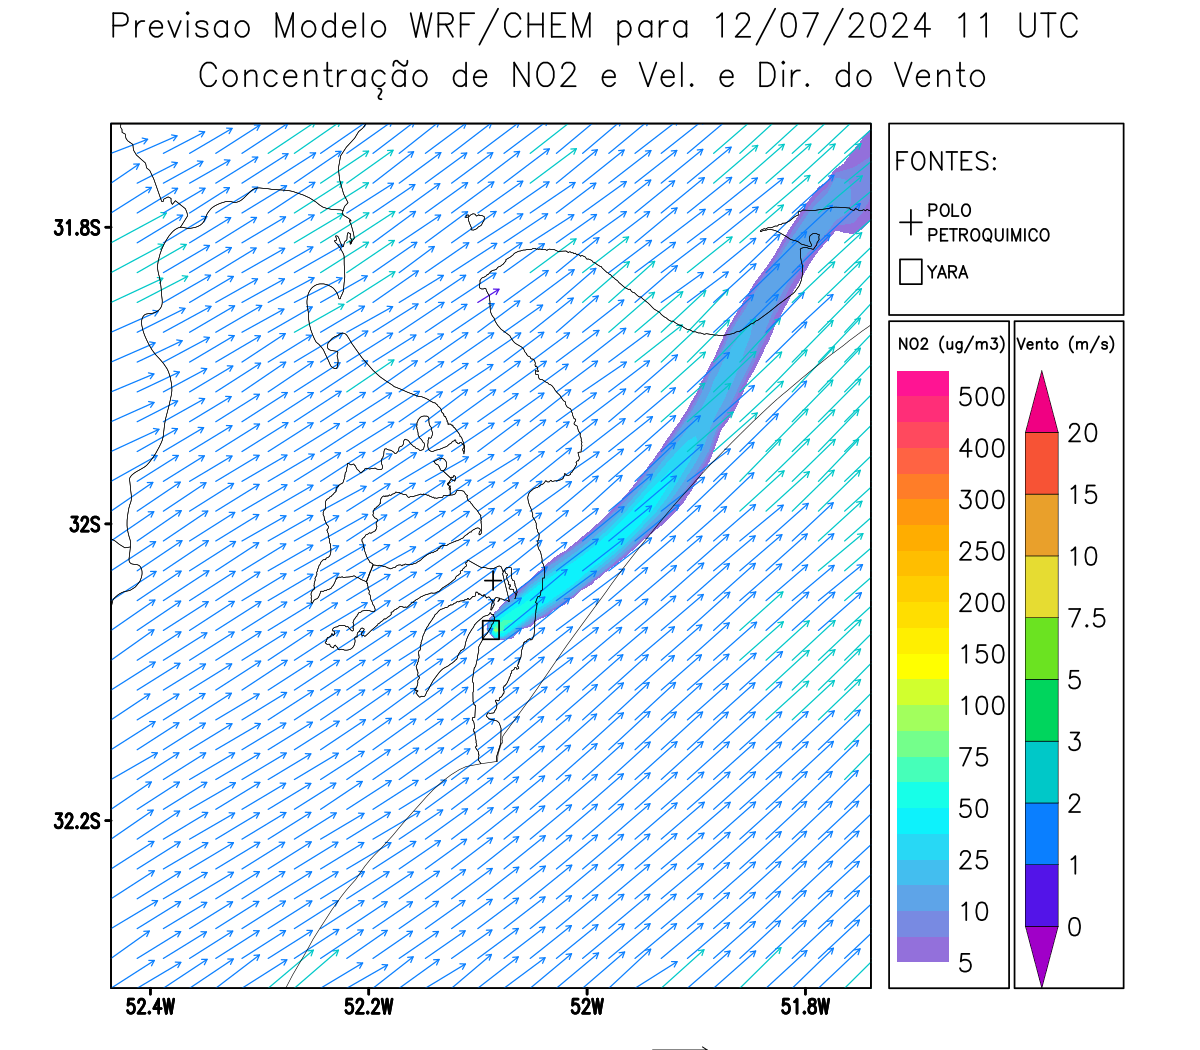 Previsao Modelo WRF/CHEM para 12/07/2024 11 UTC
Concentração de NO2 e Vel. e Dir. do Vento
FONTES:
POLO
PETROQUIMICO
YARA
31.8S
32S
32.2S
52.4W
52.2W
52W
51.8W
NO2 (ug/m3)
500
400
300
250
200
150
100
75
50
25
10
5
Vento (m/s)
20
15
10
7.5
5
3
2
1
0